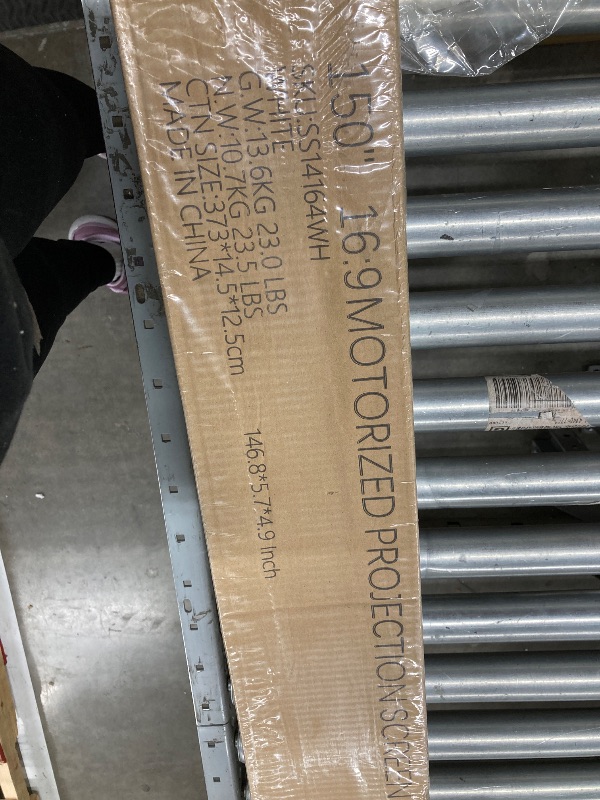 150" 16:9 MOTORIZED PROJECTION SCREEN
SKU:SS14164WH
WHITE
G.W.13.6KG 23.0 LBS
N.W.10.7KG 23.5 LBS
CTN SIZE:373*14.5*12.5cm
146.8*5.7*4.9 Inch
MADE IN CHINA